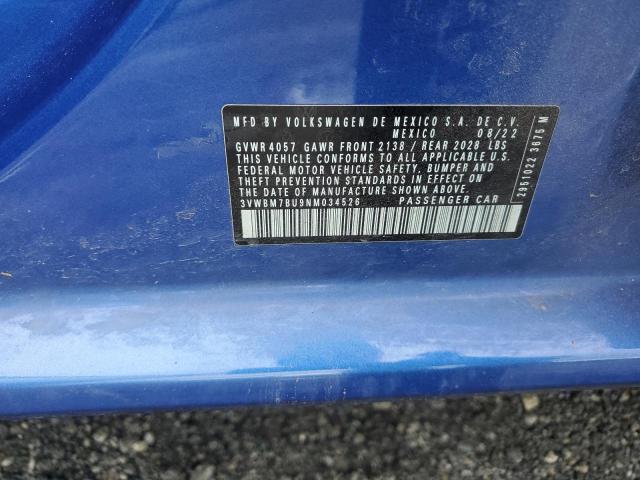 MFD BY VOLKSWAGEN DE MEXICO S.A. DE C.V.
MEXICO 08/22
GVWR 4057 GAWR FRONT 2138 / REAR 2028 LBS
THIS VEHICLE CONFORMS TO ALL APPLICABLE U.S.
FEDERAL MOTOR VEHICLE SAFETY, BUMPER AND
THEFT PREVENTION STANDARDS IN EFFECT ON
THE DATE OF MANUFACTURE SHOWN ABOVE.
3VWBM7BU9NM034526 PASSENGER CAR
2951022 3675 M